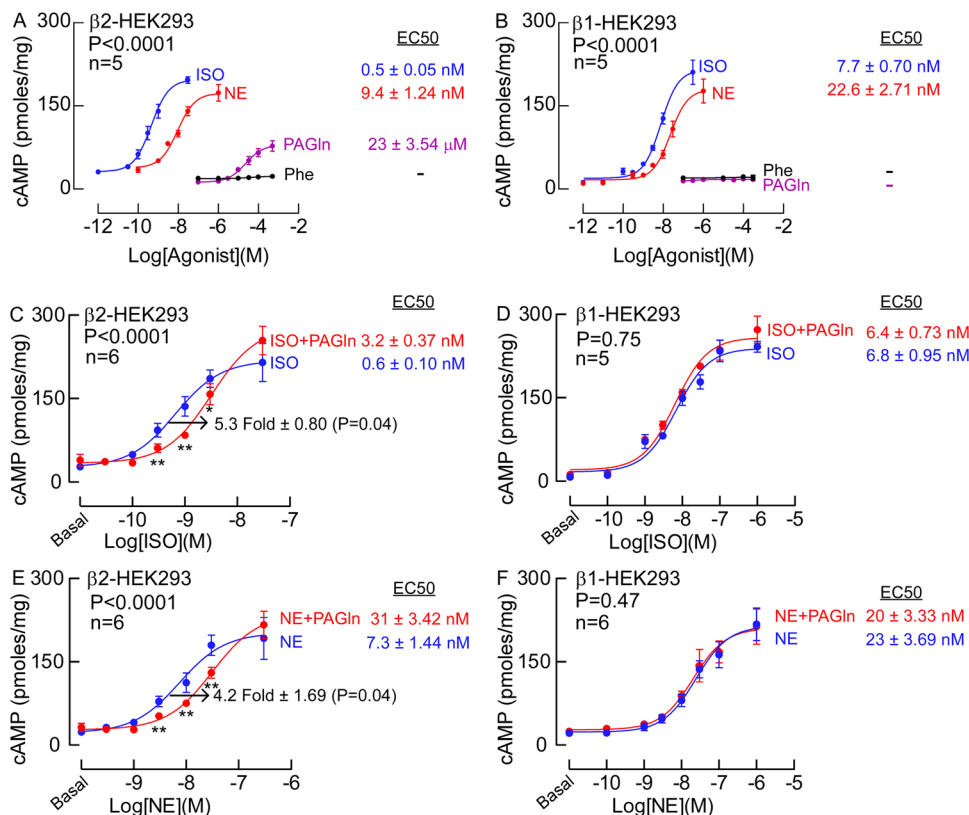 A β2-HEK293
P<0.0001
n=5
EC50
ISO 0.5 ± 0.05 nM
NE 9.4 ± 1.24 nM
PAGln 23 ± 3.54 μM
Phe -
cAMP (pmoles/mg)
300
150
0
-12 -10 -8 -6 -4 -2
Log[Agonist](M)
B β1-HEK293
P<0.0001
n=5
EC50
ISO 7.7 ± 0.70 nM
NE 22.6 ± 2.71 nM
Phe -
PAGln -
cAMP (pmoles/mg)
300
150
0
-12 -10 -8 -6 -4 -2
Log[Agonist](M)
C β2-HEK293
P<0.0001
n=6
EC50
ISO+PAGln 3.2 ± 0.37 nM
ISO 0.6 ± 0.10 nM
*
5.3 Fold ± 0.80 (P=0.04)
** **
cAMP (pmoles/mg)
300
150
0
Basal -10 -9 -8 -7
Log[ISO](M)
D β1-HEK293
P=0.75
n=5
EC50
ISO+PAGln 6.4 ± 0.73 nM
ISO 6.8 ± 0.95 nM
cAMP (pmoles/mg)
300
150
0
Basal -10 -9 -8 -7 -6 -5
Log[ISO](M)
E β2-HEK293
P<0.0001
n=6
EC50
NE+PAGln 31 ± 3.42 nM
NE 7.3 ± 1.44 nM
**
4.2 Fold ± 1.69 (P=0.04)
** **
cAMP (pmoles/mg)
300
150
0
Basal -9 -8 -7 -6
Log[NE](M)
F β1-HEK293
P=0.47
n=6
EC50
NE+PAGln 20 ± 3.33 nM
NE 23 ± 3.69 nM
cAMP (pmoles/mg)
300
150
0
Basal -10 -9 -8 -7 -6 -5
Log[NE](M)